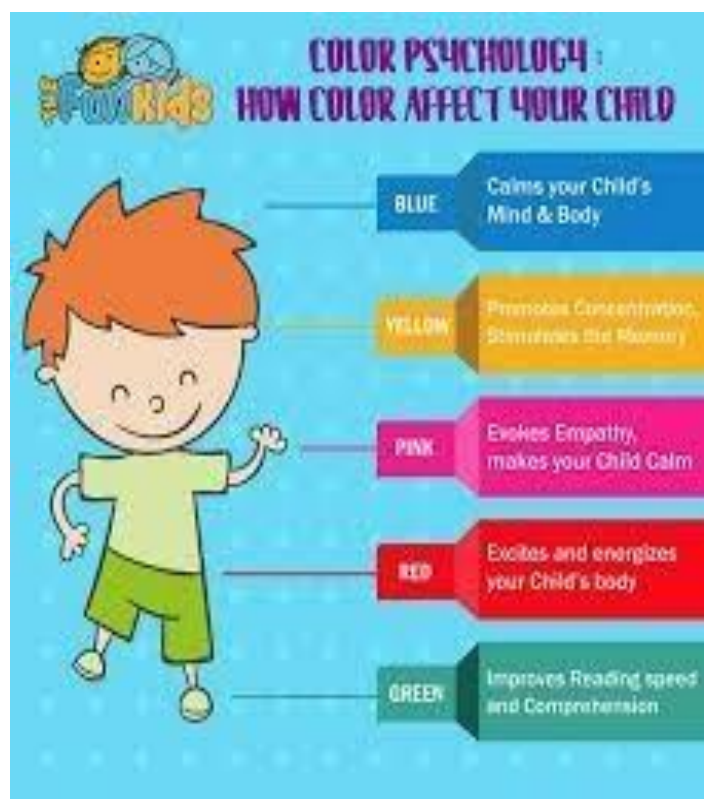 THE
FunKids
COLOR PSYCHOLOGY :
HOW COLOR AFFECT YOUR CHILD
BLUE
Calms your Child's
Mind & Body
YELLOW
Promotes Concentration,
Stimulates the Memory
PINK
Evokes Empathy,
makes your Child Calm
RED
Excites and energizes
your Child's body
GREEN
Improves Reading speed
and Comprehension